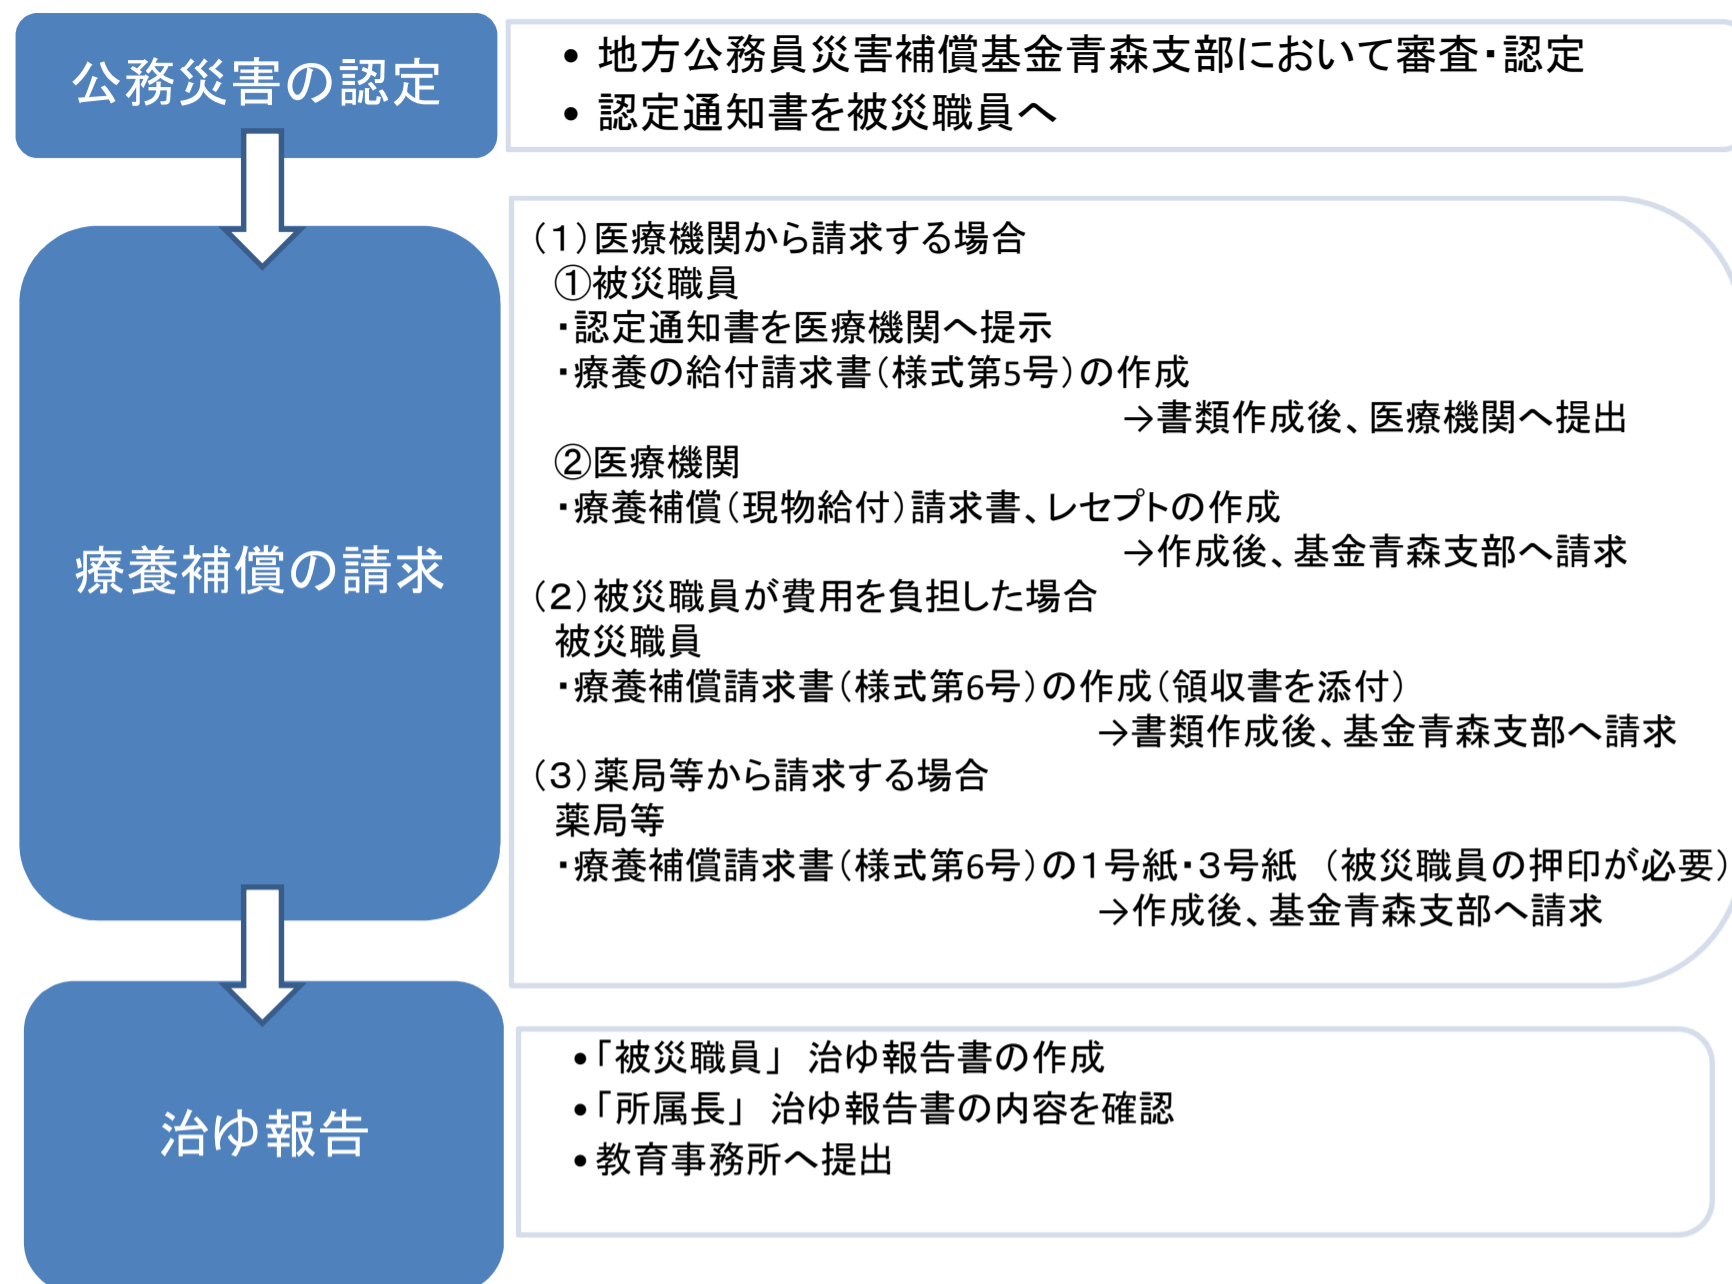 公務災害の認定
• 地方公務員災害補償基金青森支部において審査・認定
• 認定通知書を被災職員へ
療養補償の請求
（１）医療機関から請求する場合
①被災職員
・認定通知書を医療機関へ提示
・療養の給付請求書（様式第5号）の作成
→書類作成後、医療機関へ提出
②医療機関
・療養補償（現物給付）請求書、レセプトの作成
→作成後、基金青森支部へ請求
（２）被災職員が費用を負担した場合
被災職員
・療養補償請求書（様式第6号）の作成（領収書を添付）
→書類作成後、基金青森支部へ請求
（３）薬局等から請求する場合
薬局等
・療養補償請求書（様式第6号）の１号紙・３号紙　（被災職員の押印が必要）
→作成後、基金青森支部へ請求
治ゆ報告
•「被災職員」 治ゆ報告書の作成
•「所属長」 治ゆ報告書の内容を確認
•教育事務所へ提出